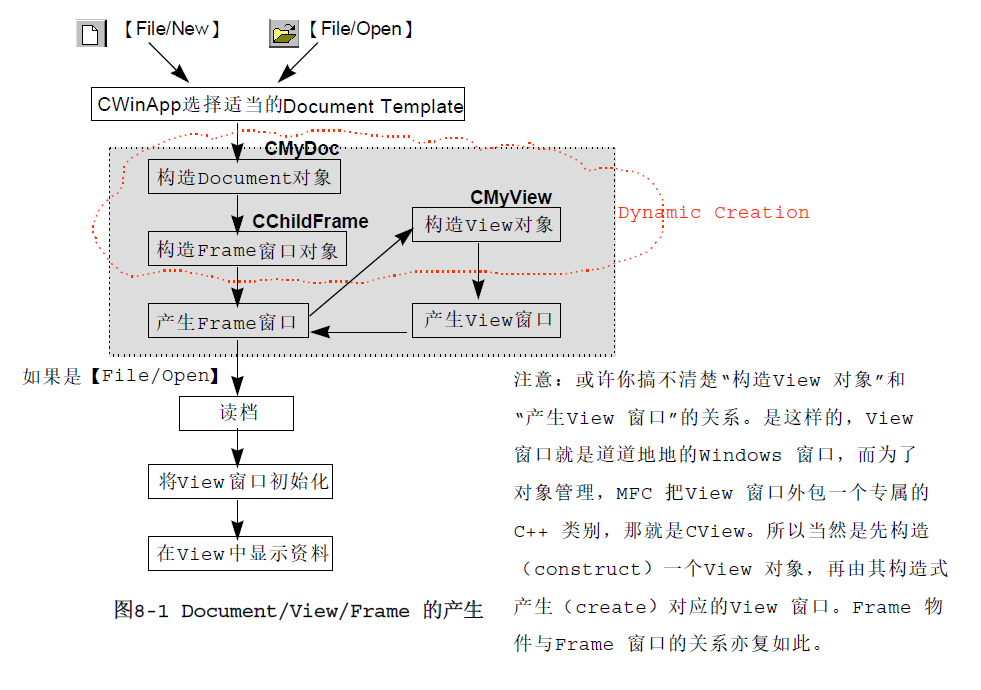 【File/New】
【File/Open】
CWinApp选择适当的Document Template
CMyDoc
构造Document对象
CChildFrame
构造Frame窗口对象
产生Frame窗口
CMyView
构造View对象
产生View窗口
Dynamic Creation
如果是【File/Open】
读档
将View窗口初始化
在View中显示资料
图8-1 Document/View/Frame 的产生
注意：或许你搞不清楚“构造View 对象”和
“产生View 窗口”的关系。是这样的，View
窗口就是道道地地的Windows 窗口，而为了
对象管理，MFC 把View 窗口外包一个专属的
C++ 类别，那就是CView。所以当然是先构造
（construct）一个View 对象，再由其构造式
产生（create）对应的View 窗口。Frame 物
件与Frame 窗口的关系亦复如此。